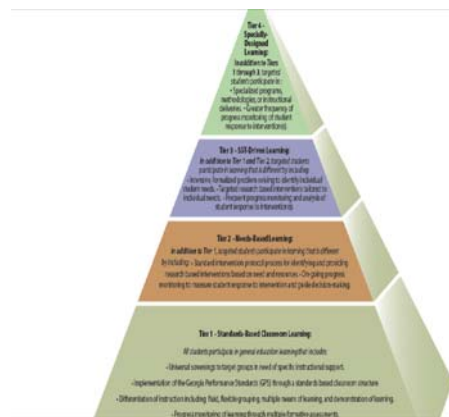 Tier 4 -
Specially-
Designed
Learning:
In addition to Tiers
1 through 3, targeted
students participate in:
• Specialized programs,
methodologies, or instructional
deliveries. • Greater frequency of
progress monitoring of student
response to intervention(s).
Tier 3 - SST-Driven Learning:
In addition to Tier 1 and Tier 2, targeted students
participate in learning that is different by including:
• Intensive, formalized problem solving to identify individual
student needs. • Targeted research based interventions tailored to
individual needs. • Frequent progress monitoring and analysis of
student response to intervention(s).
Tier 2 - Needs-Based Learning:
In addition to Tier 1, targeted students participate in learning that is different
by including: • Standard intervention protocol process for identifying and providing
research based interventions based on need and resources • On-going progress
monitoring to measure student response to intervention and guide decision-making.
Tier 1 - Standards-Based Classroom Learning:
All students participate in general education learning that includes:
• Universal screenings to target groups in need of specific instructional support.
• Implementation of the Georgia Performance Standards (GPS) through a standards based classroom structure
• Differentiation of instruction including fluid, flexible grouping, multiple means of learning, and demonstration of learning.
• Progress monitoring of learning through multiple formative assessments.